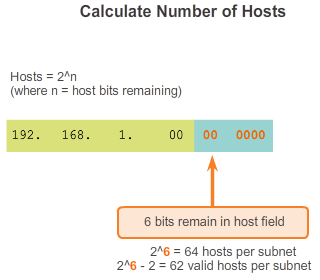 Calculate Number of Hosts
Hosts = 2^n
(where n = host bits remaining)
192. 168. 1. 00 00 0000
6 bits remain in host field
2^6 = 64 hosts per subnet
2^6 - 2 = 62 valid hosts per subnet